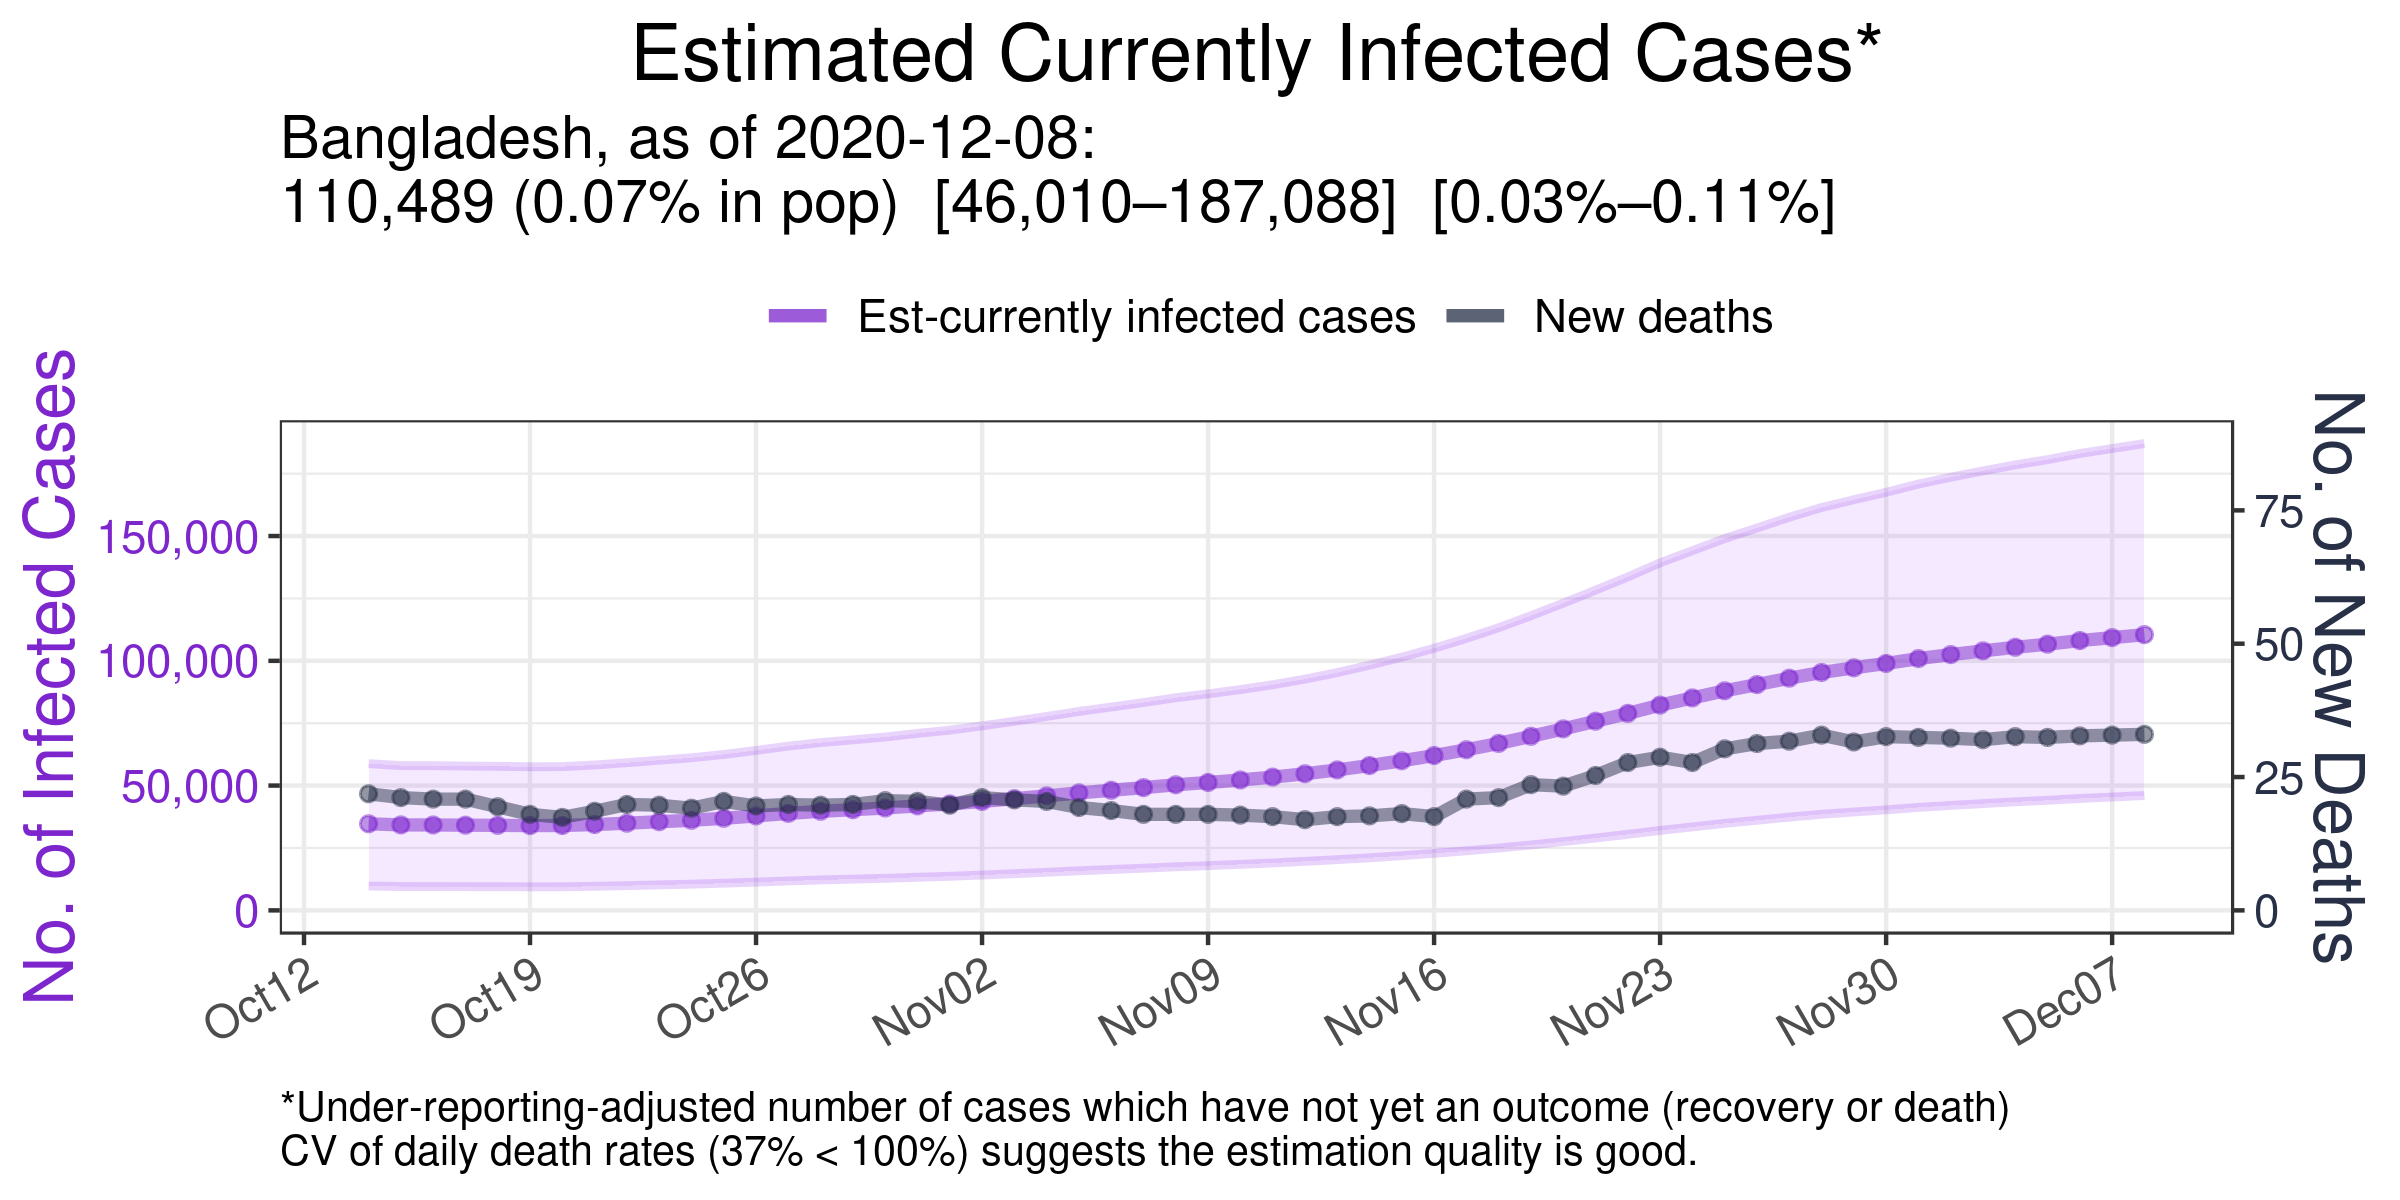 Estimated Currently Infected Cases*
Bangladesh, as of 2020-12-08:
110,489 (0.07% in pop)  [46,010–187,088]  [0.03%–0.11%]
Est-currently infected cases
New deaths
No. of Infected Cases
150,000
100,000
50,000
0
No. of New Deaths
75
50
25
0
Oct12
Oct19
Oct26
Nov02
Nov09
Nov16
Nov23
Nov30
Dec07
*Under-reporting-adjusted number of cases which have not yet an outcome (recovery or death)
CV of daily death rates (37% < 100%) suggests the estimation quality is good.